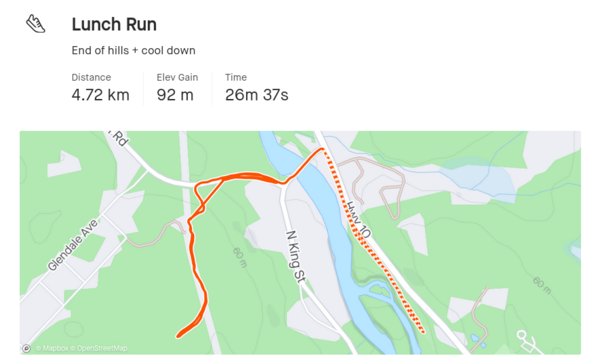 Lunch Run
End of hills + cool down
Distance
Elev Gain
Time
4.72 km
92 m
26m 37s
Rd
Glendale Ave
N King St
Hwy 10
60 m
60 m
© Mapbox © OpenStreetMap